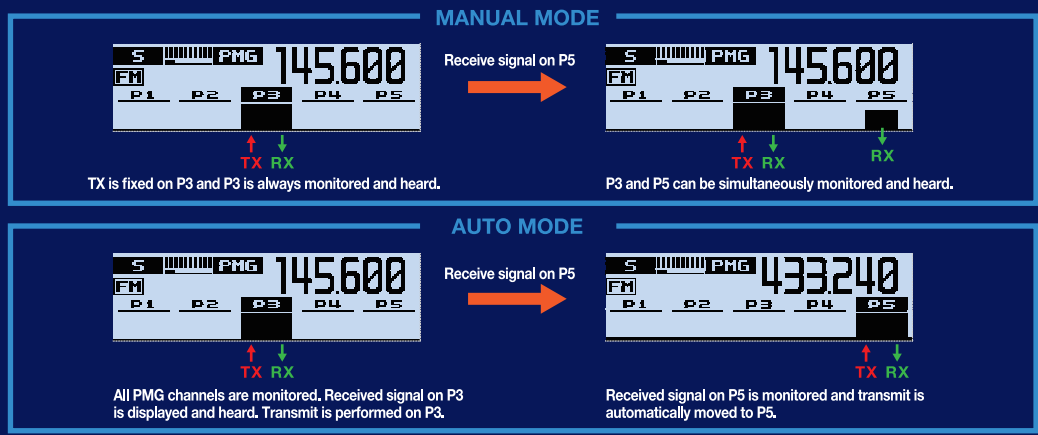 MANUAL MODE
S PMG 145.600
FM
P1 P2 P3 P4 P5
TX RX
TX is fixed on P3 and P3 is always monitored and heard.
Receive signal on P5
S PMG 145.600
FM
P1 P2 P3 P4 P5
TX RX RX
P3 and P5 can be simultaneously monitored and heard.
AUTO MODE
S PMG 145.600
FM
P1 P2 P3 P4 P5
TX RX
All PMG channels are monitored. Received signal on P3
is displayed and heard. Transmit is performed on P3.
Receive signal on P5
S PMG 433.240
FM
P1 P2 P3 P4 P5
TX RX
Received signal on P5 is monitored and transmit is
automatically moved to P5.